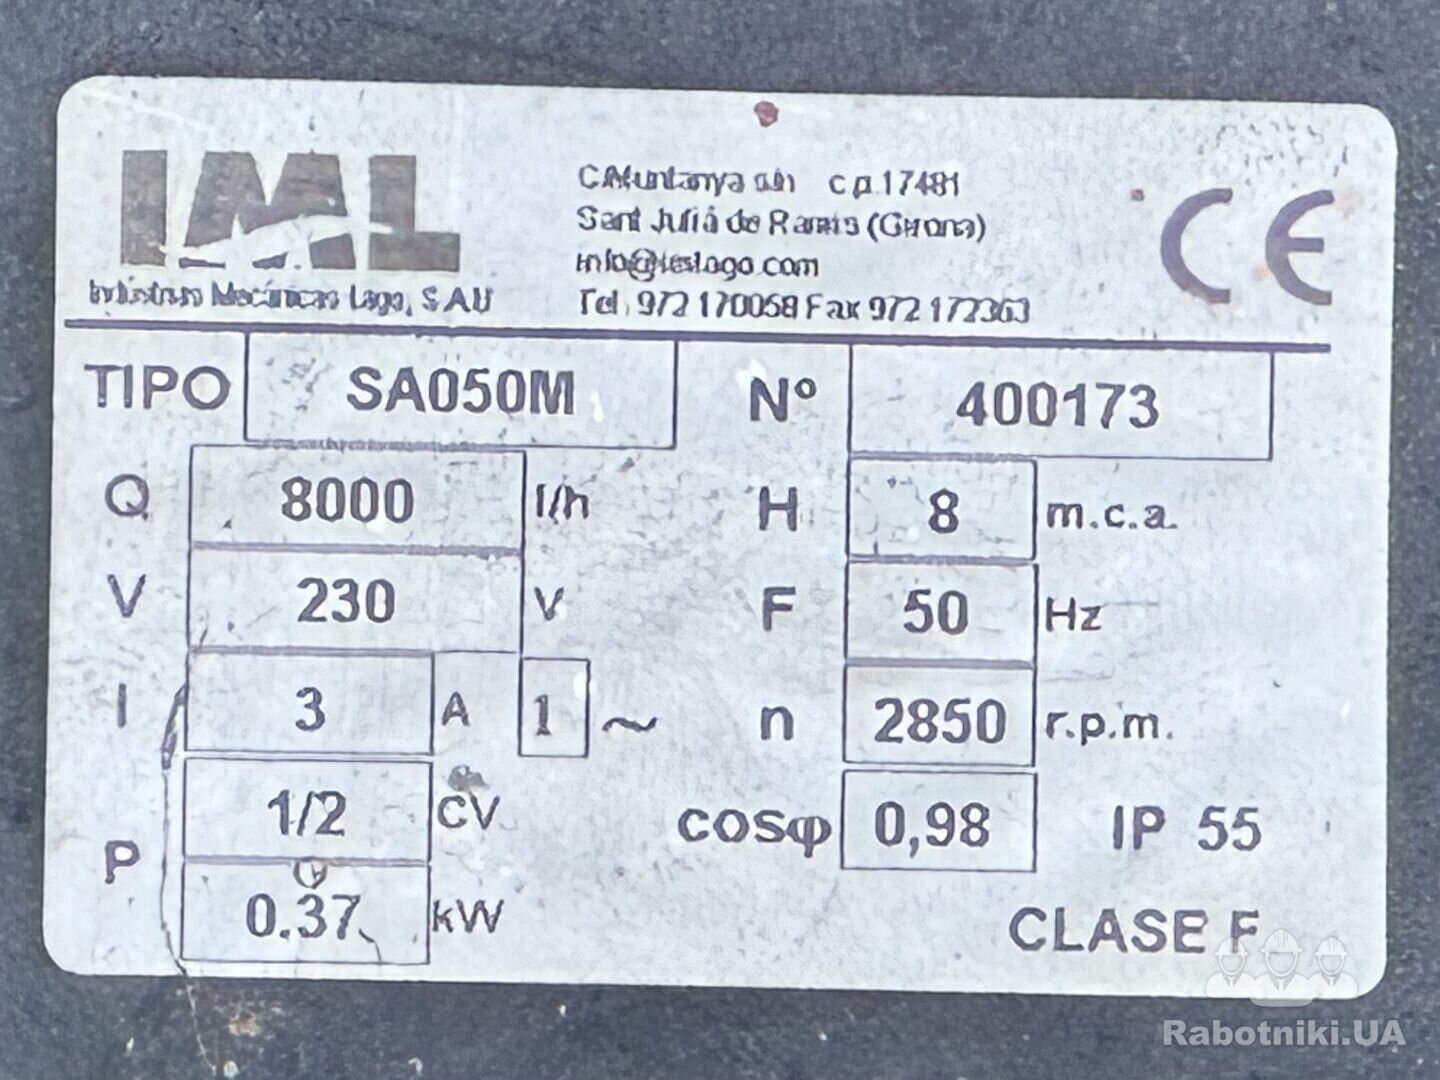 IML
C/Muntanya s/n c.p.17481
Sant Julià de Ramis (Girona)
CE
info@ieslago.com
Industrias Mecánicas Lago, S.A.U
Tel. 972 170058 Fax 972 172363
TIPO SA050M Nº 400173
Q 8000 l/h H 8 m.c.a.
V 230 V F 50 Hz
I 3 A 1 ~ n 2850 r.p.m.
P 1/2 CV cosφ 0,98 IP 55
0.37 kW CLASE F
Rabotniki.UA